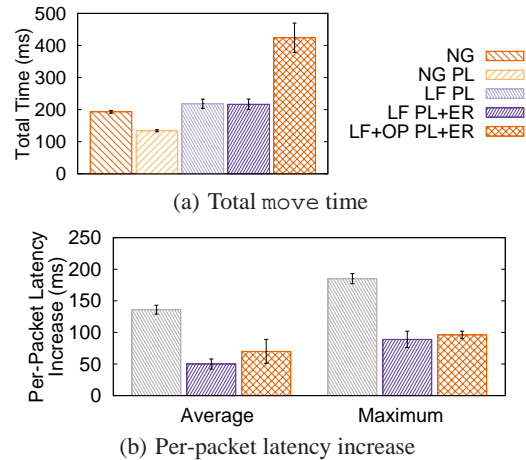 Total Time (ms)
500
400
300
200
100
0
NG
NG PL
LF PL
LF PL+ER
LF+OP PL+ER
(a) Total move time
Per-Packet Latency
Increase (ms)
250
200
150
100
50
0
Average Maximum
(b) Per-packet latency increase